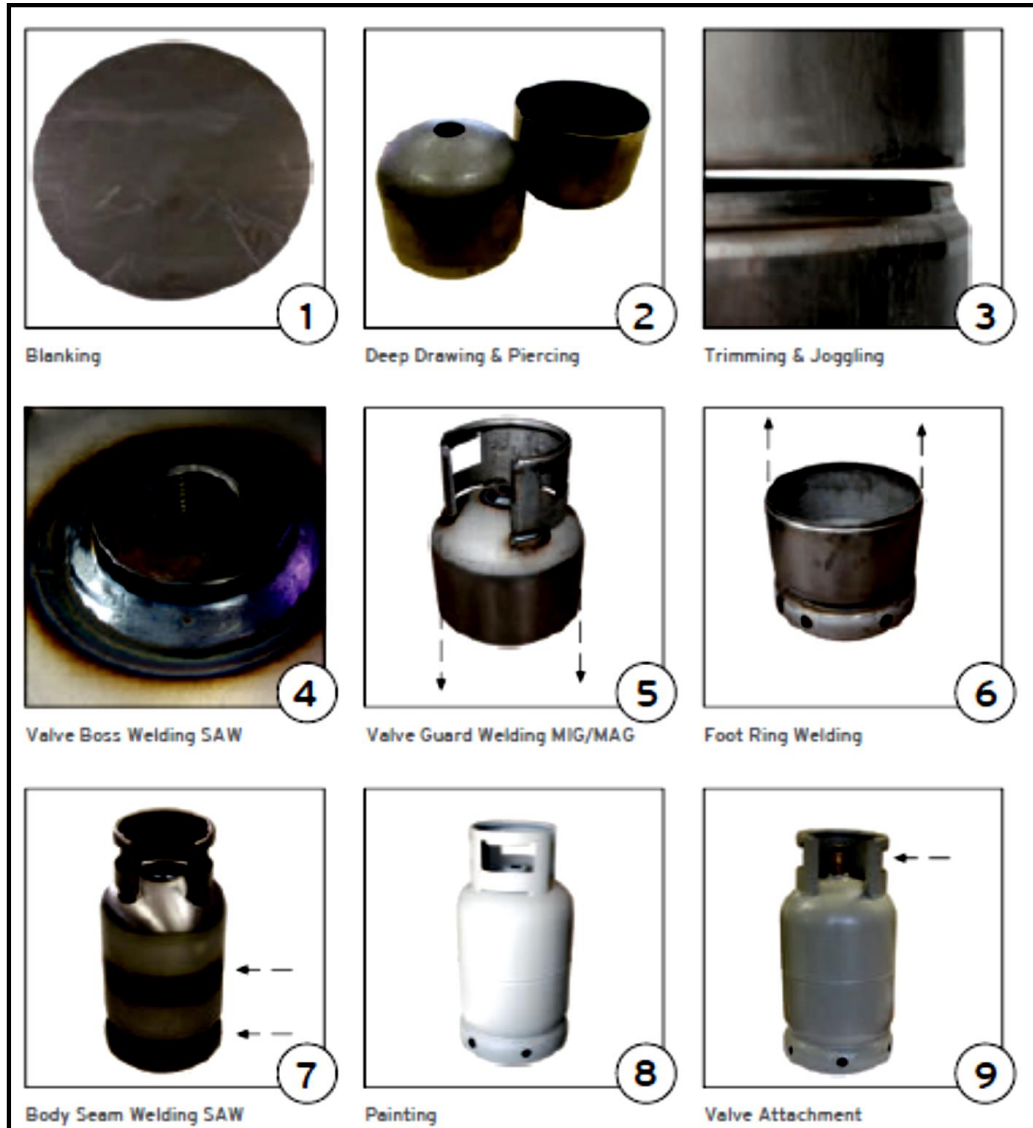 1
Blanking
2
Deep Drawing & Piercing
3
Trimming & Joggling
4
Valve Boss Welding SAW
5
Valve Guard Welding MIG/MAG
6
Foot Ring Welding
7
Body Seam Welding SAW
8
Painting
9
Valve Attachment